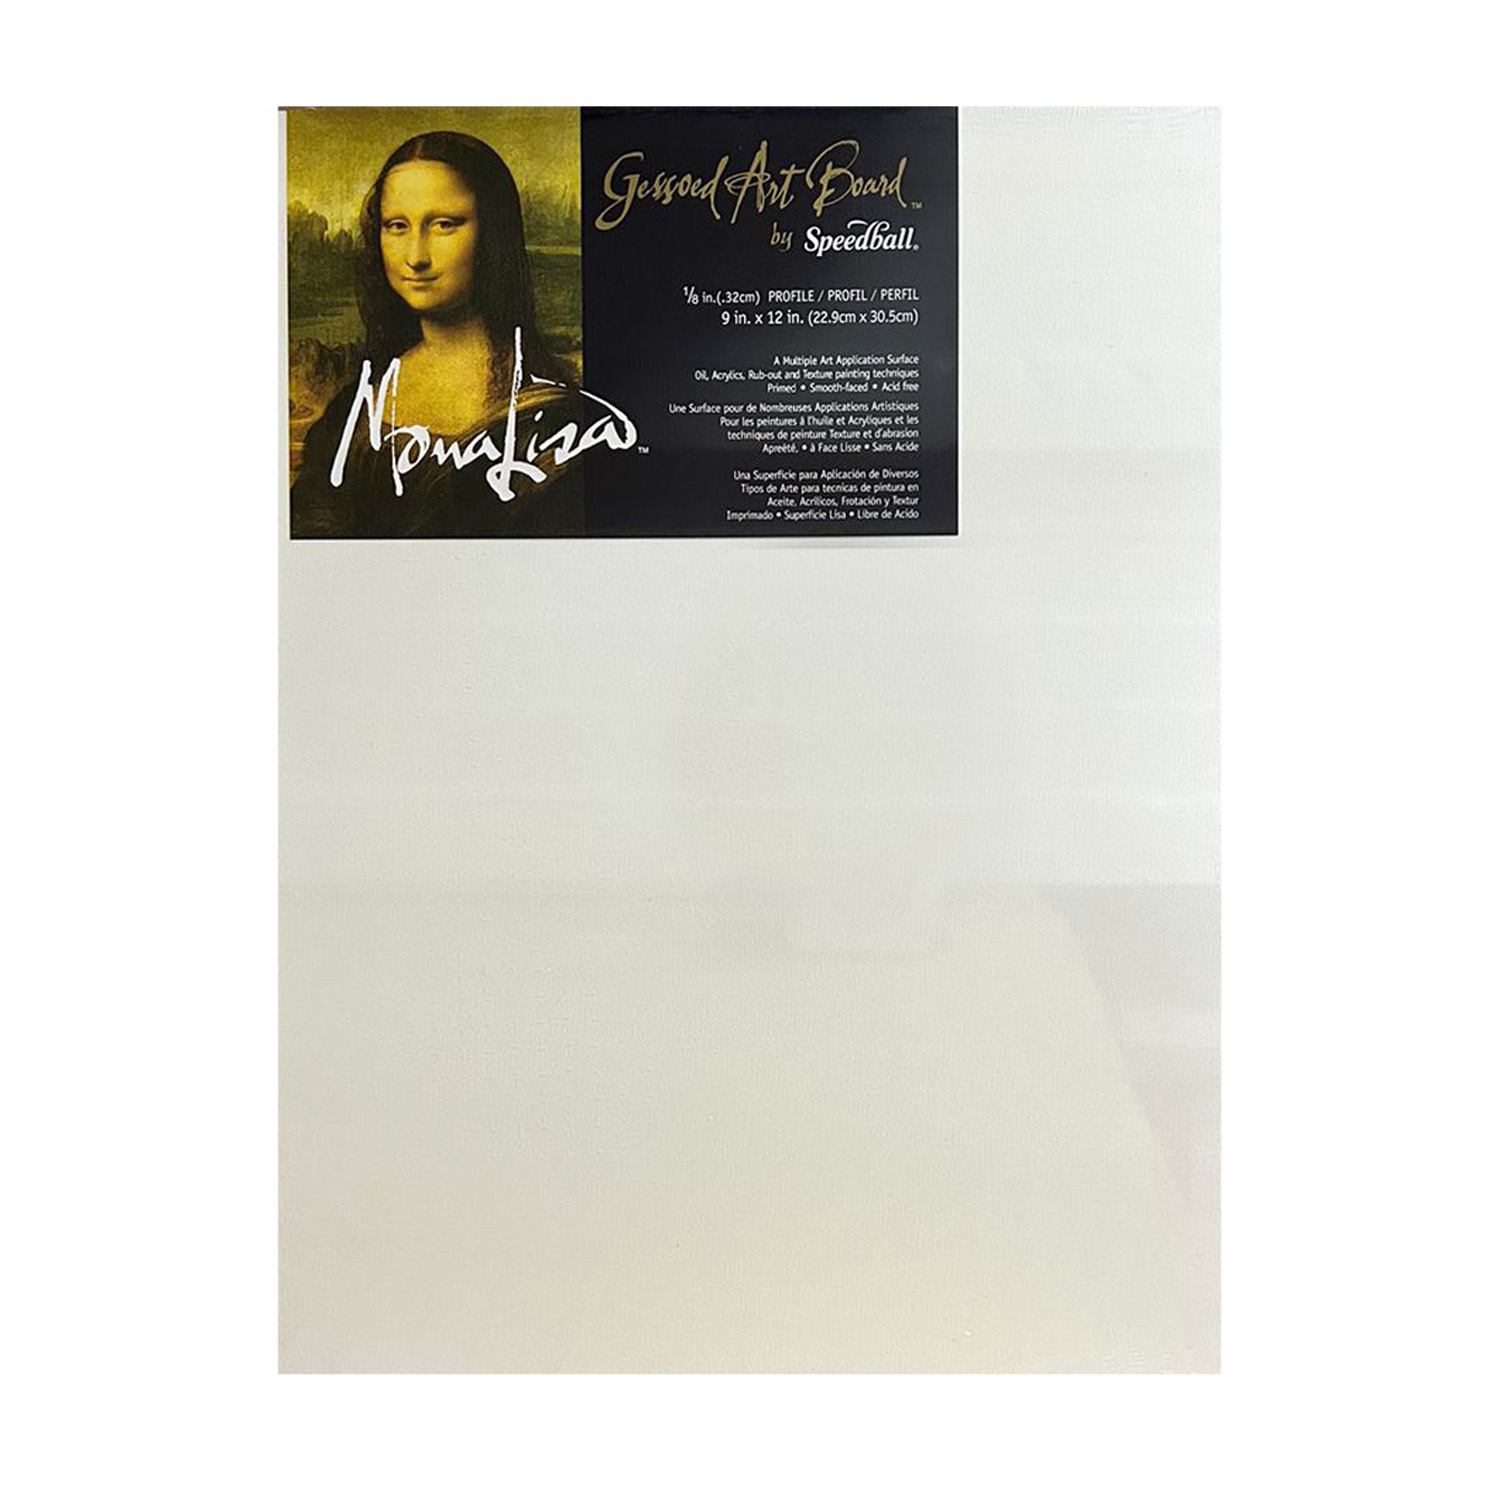 Gessoed Art Board™
by Speedball®
1/8 in.(.32cm) PROFILE / PROFIL / PERFIL
9 in. x 12 in. (22.9cm x 30.5cm)
A Multiple Art Application Surface
Oil, Acrylics, Rub-out and Texture painting techniques
Primed • Smooth-faced • Acid free
Une Surface pour de Nombreuses Applications Artistiques
Pour les peintures à l'huile et Acryliques et les
techniques de peinture Texture et d'abrasion
Apreèté, • à Face Lisse • Sans Acide
Una Superficie para Aplicación de Diversos
Tipos de Arte para tecnicas de pintura en
Aceite, Acrílicos, Frotación y Textur
Imprimado • Superficie Lisa • Libre de Acido
Mona Lisa™